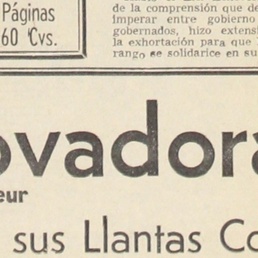 Páginas
60 Cvs.
de la comprensión que de
imperar entre gobierno
gobernados, hizo extensi
la exhortación para que l
rango se solidarice en su
ovadora
eur
sus Llantas Co